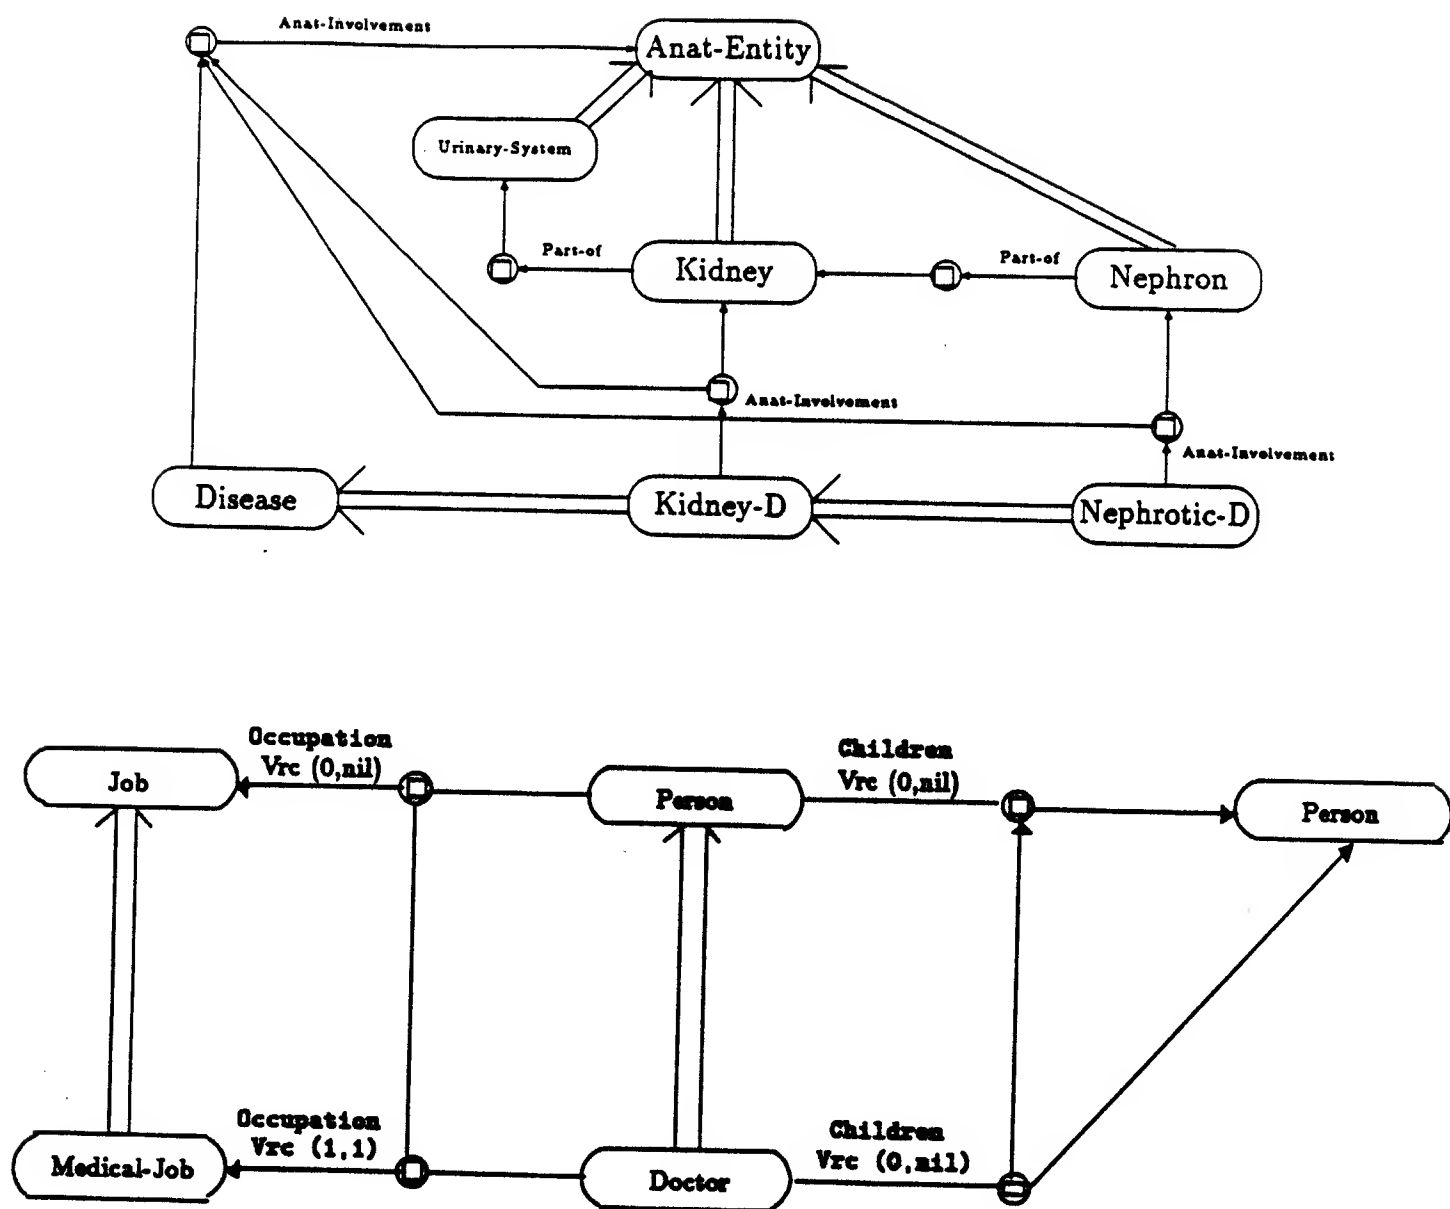 Anat-Involvement
Anat-Entity
Urinary-System
Part-of
Kidney
Part-of
Nephron
Anat-Involvement
Anat-Involvement
Disease
Kidney-D
Nephrotic-D
Occupation
Vrc (0,nil)
Children
Vrc (0,nil)
Job
Person
Person
Occupation
Vrc (1,1)
Children
Vrc (0,nil)
Medical-Job
Doctor